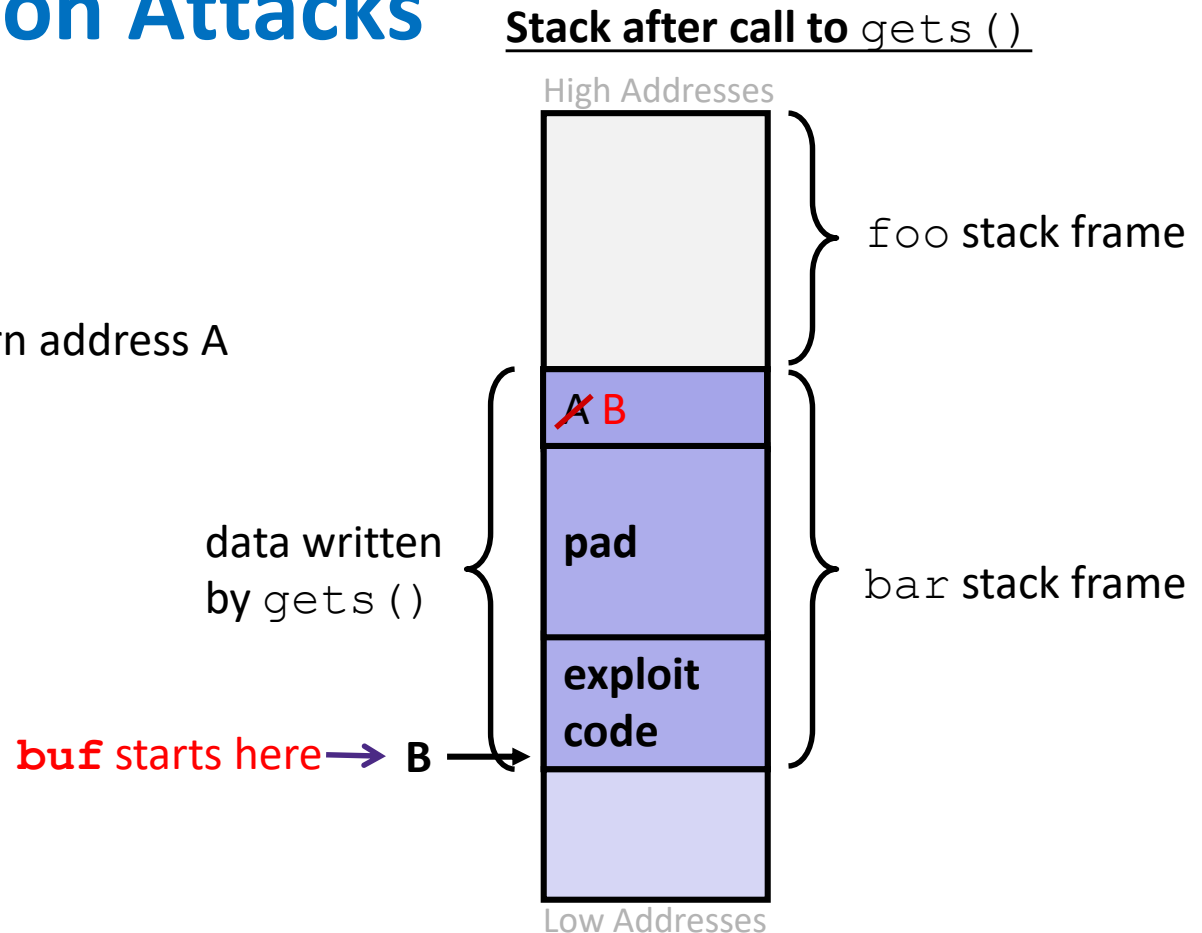 on Attacks
Stack after call to gets()
High Addresses
foo stack frame
rn address A
A B
data written
by gets()
pad
bar stack frame
exploit
code
buf starts here B
Low Addresses